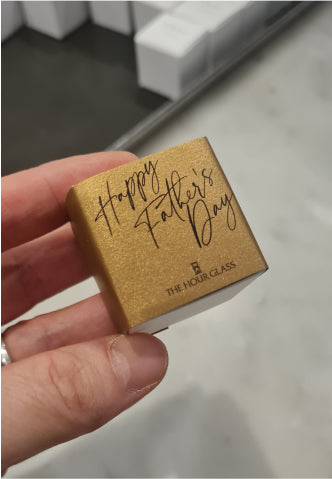 Happy
Father's
Day
THE HOUR GLASS